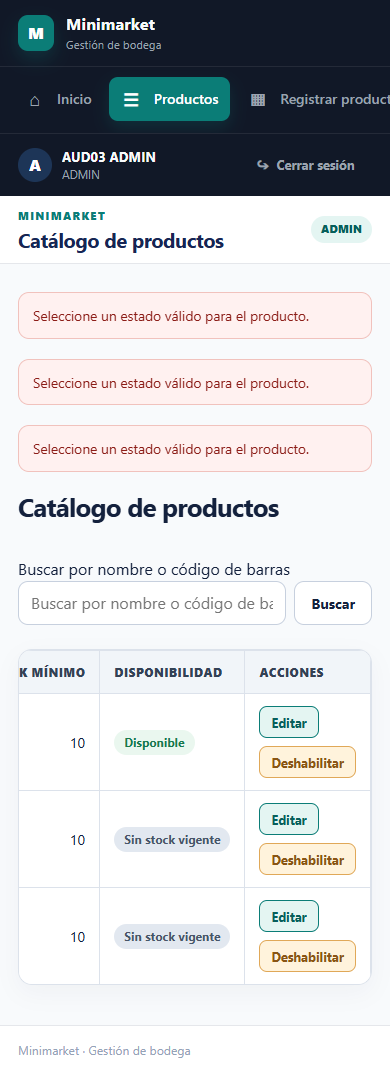 M
Minimarket
Gestión de bodega
Inicio
Productos
Registrar product
A
AUD03 ADMIN
ADMIN
Cerrar sesión
MINIMARKET
Catálogo de productos
ADMIN
Seleccione un estado válido para el producto.
Seleccione un estado válido para el producto.
Seleccione un estado válido para el producto.
Catálogo de productos
Buscar por nombre o código de barras
Buscar por nombre o código de ba
Buscar
K MÍNIMO DISPONIBILIDAD ACCIONES
10 Disponible Editar
Deshabilitar
10 Sin stock vigente Editar
Deshabilitar
10 Sin stock vigente Editar
Deshabilitar
Minimarket · Gestión de bodega